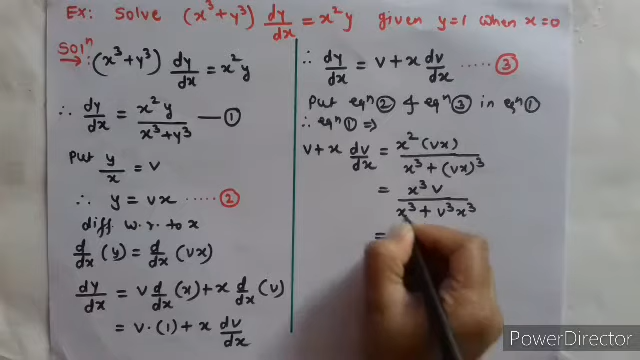 Ex: Solve (x³+y³) dy/dx = x²y given y=1 when x=0
Solⁿ
→ : (x³+y³) dy/dx = x²y
∴ dy/dx = x²y / x³+y³ — ①
Put y/x = v
∴ y = vx ...... ②
diff w.r.to x
d/dx (y) = d/dx (vx)
dy/dx = v d/dx (x) + x d/dx (v)
= v·(1) + x dv/dx
∴ dy/dx = v + x dv/dx ..... ③
Put eqⁿ ② & eqⁿ ③ in eqⁿ ①
∴ eqⁿ ① ⇒
v + x dv/dx = x² (vx) / x³ + (vx)³
= x³v / x³ + v³x³
=
PowerDirector